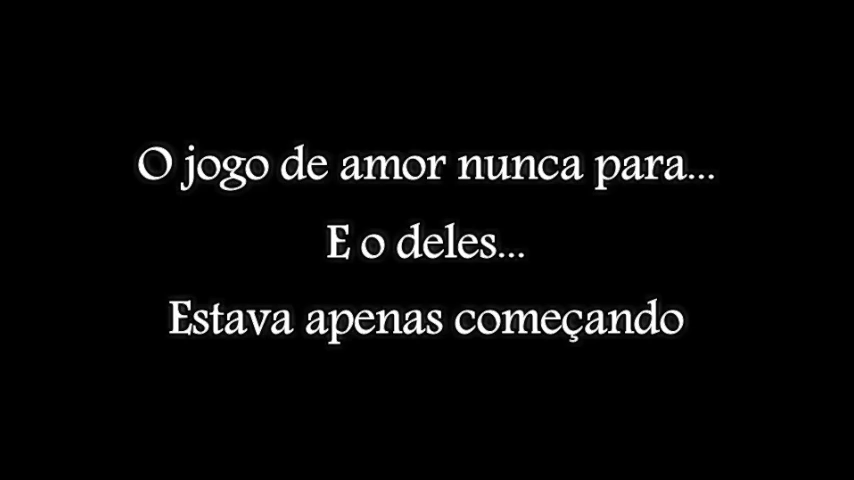 O jogo de amor nunca para...
E o deles...
Estava apenas começando